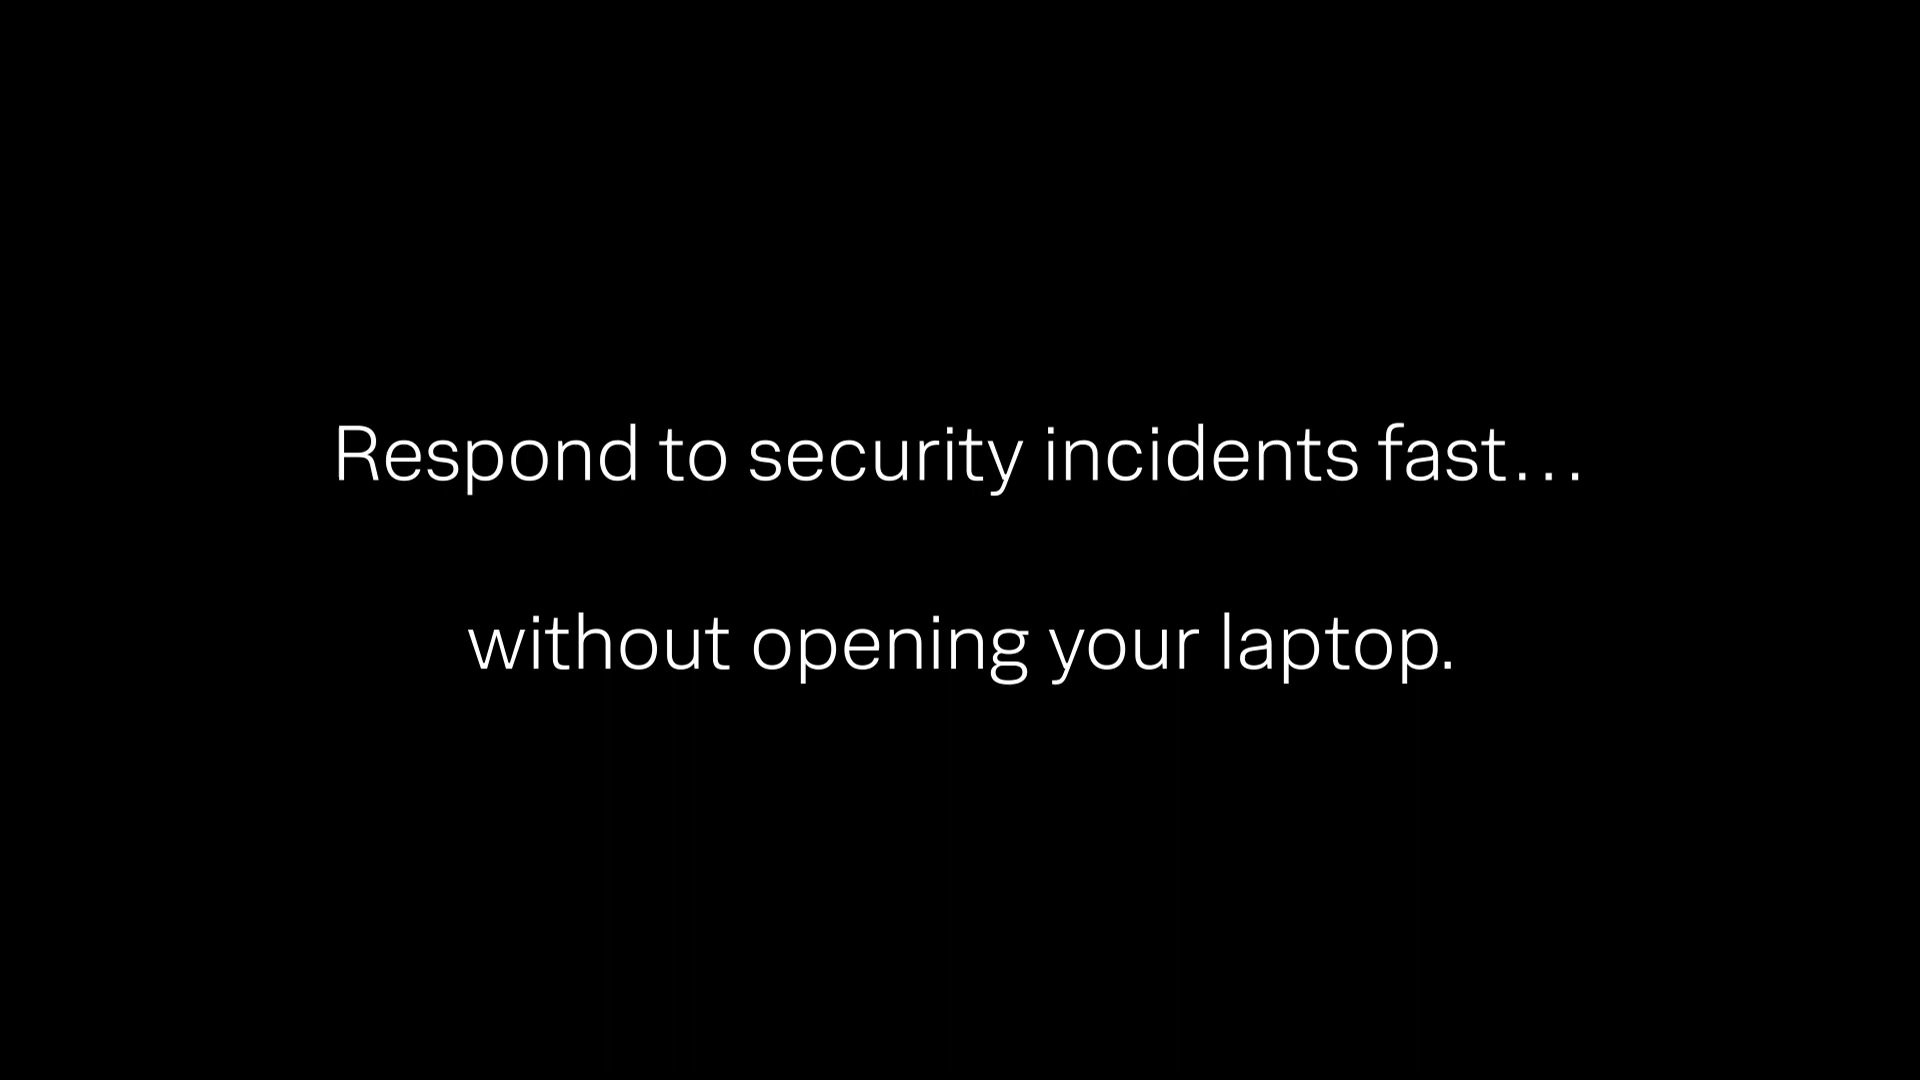 Respond to security incidents fast…
without opening your laptop.